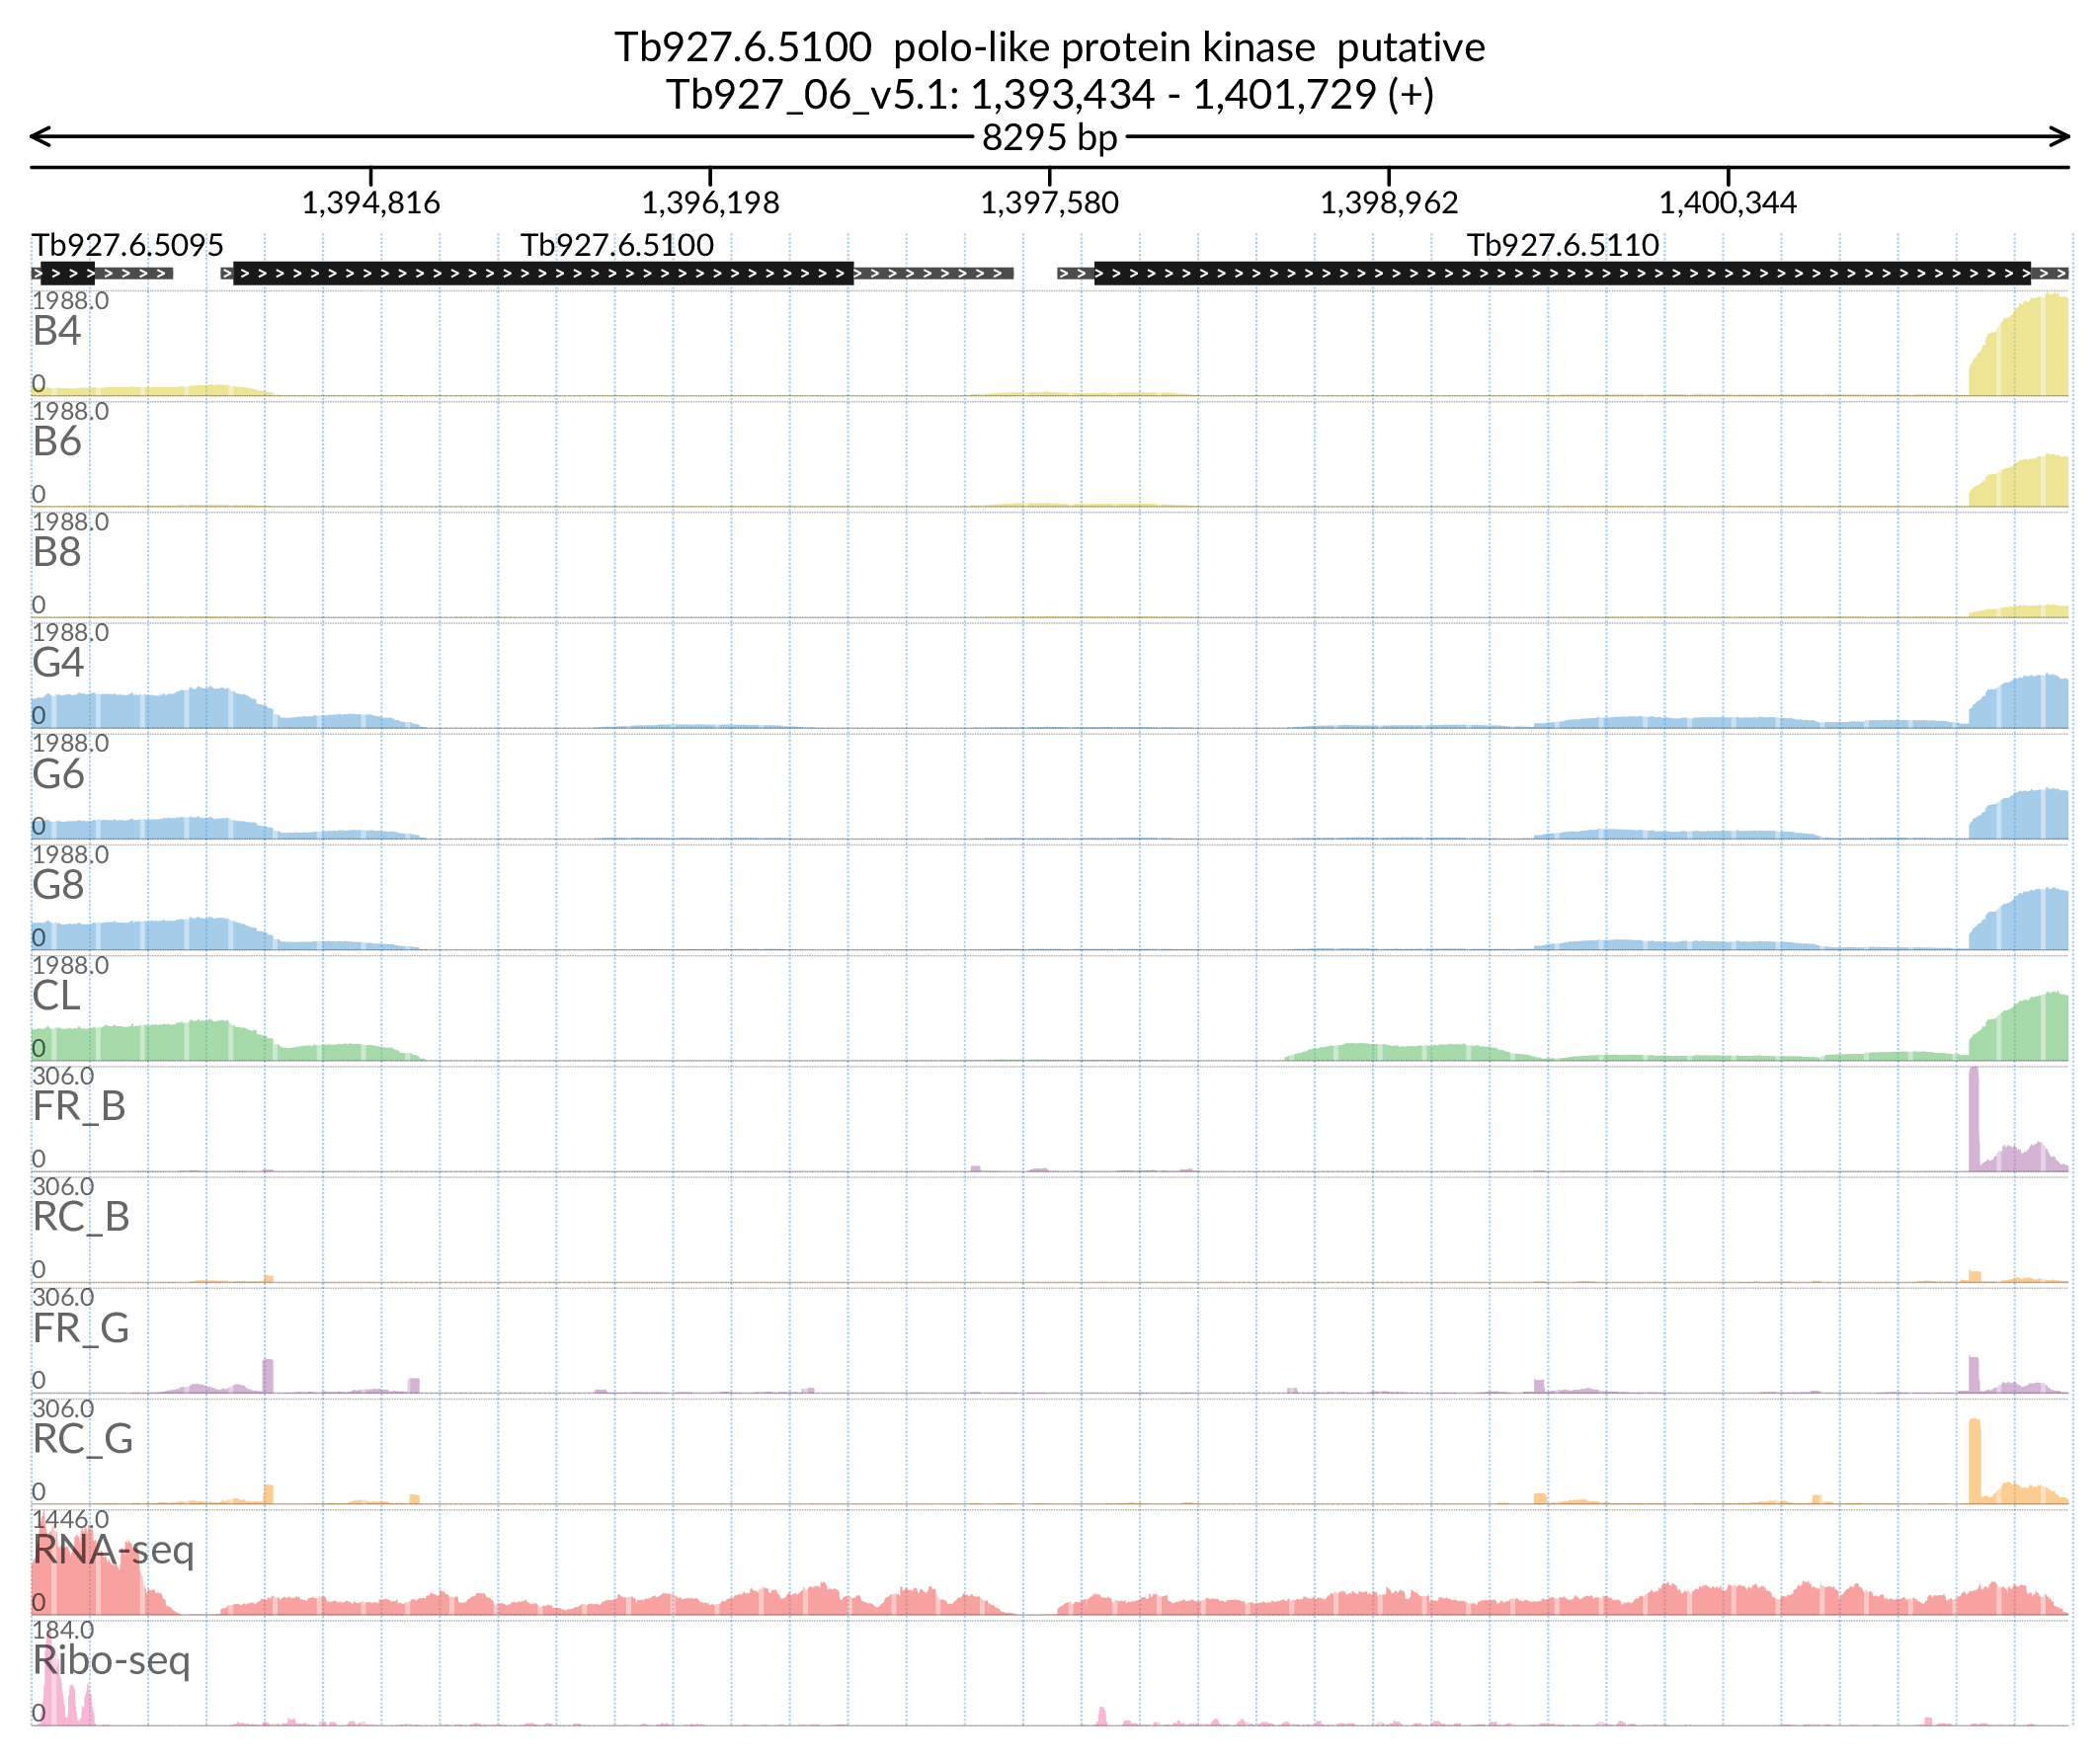 Tb927.6.5100 polo-like protein kinase putative
Tb927_06_v5.1: 1,393,434 - 1,401,729 (+)
8295 bp
1,394,816 1,396,198 1,397,580 1,398,962 1,400,344
Tb927.6.5095 Tb927.6.5100 Tb927.6.5110
1988.0
B4
0
1988.0
B6
0
1988.0
B8
0
1988.0
G4
0
1988.0
G6
0
1988.0
G8
0
1988.0
CL
0
306.0
FR_B
0
306.0
RC_B
0
306.0
FR_G
0
306.0
RC_G
0
1446.0
RNA-seq
0
184.0
Ribo-seq
0